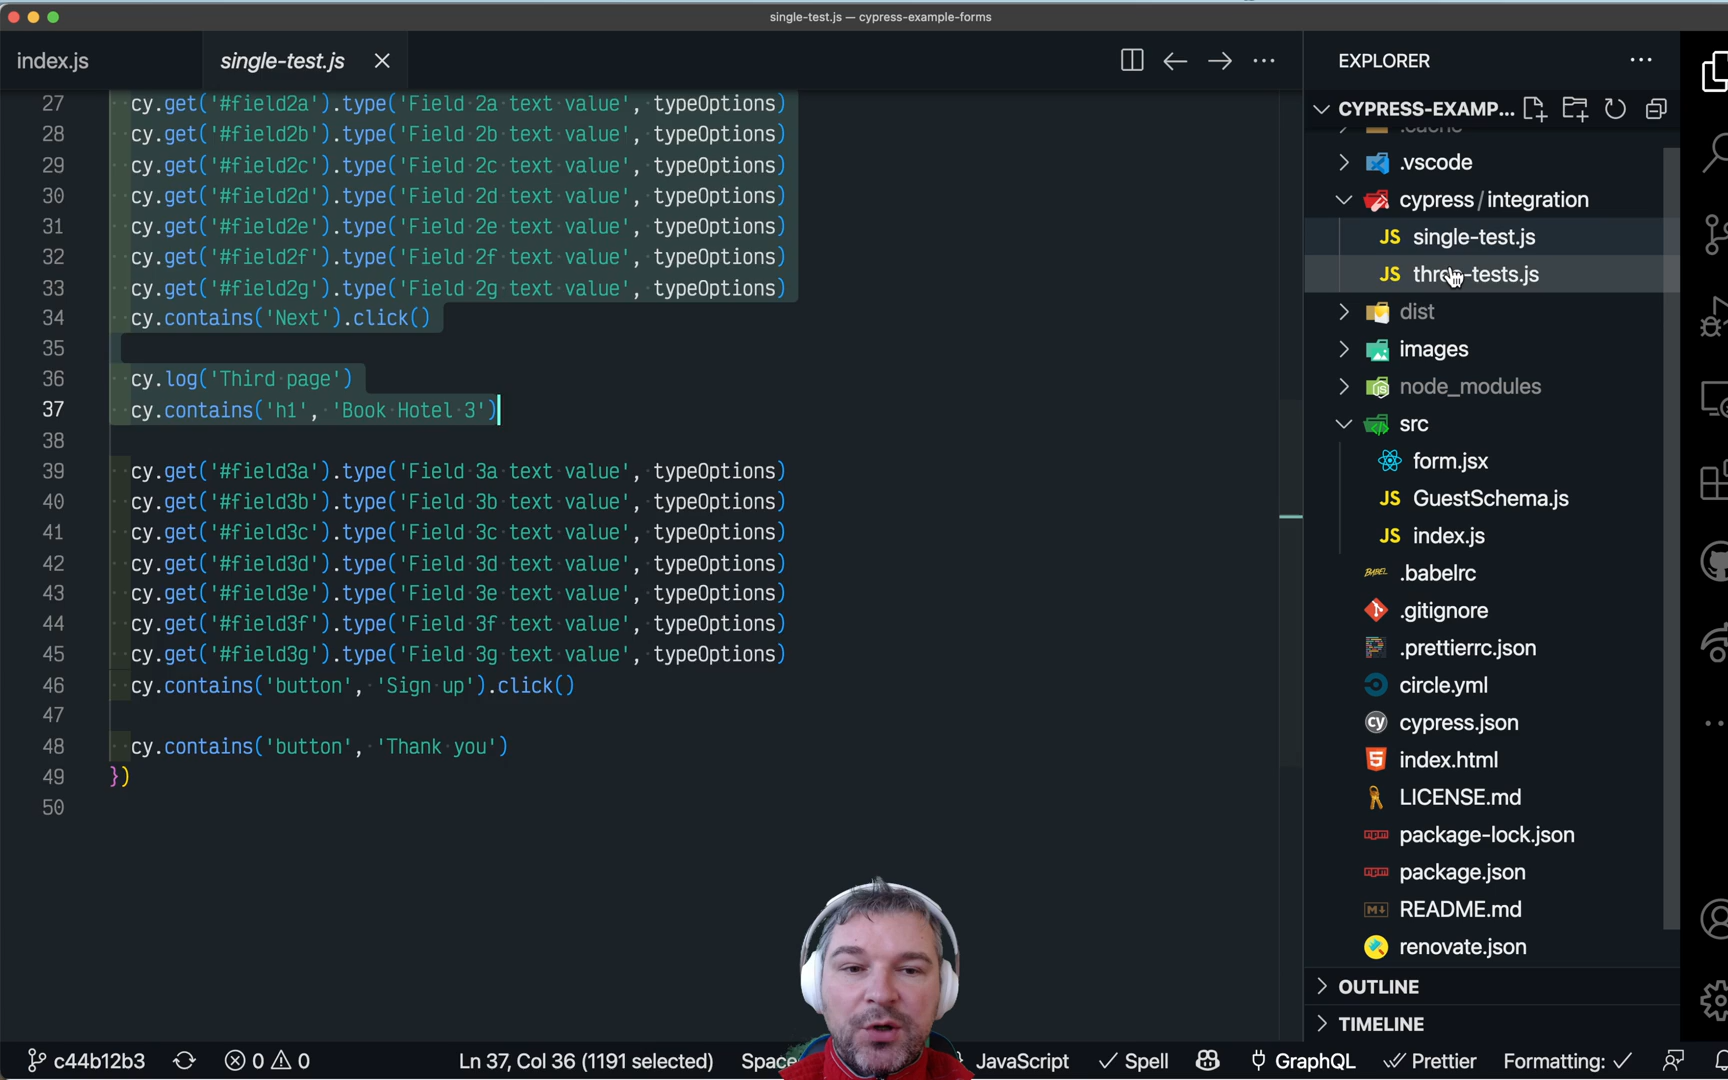 single-test.js — cypress-example-forms
index.js
single-test.js
27 cy.get('#field2a').type('Field 2a text value', typeOptions)
28 cy.get('#field2b').type('Field 2b text value', typeOptions)
29 cy.get('#field2c').type('Field 2c text value', typeOptions)
30 cy.get('#field2d').type('Field 2d text value', typeOptions)
31 cy.get('#field2e').type('Field 2e text value', typeOptions)
32 cy.get('#field2f').type('Field 2f text value', typeOptions)
33 cy.get('#field2g').type('Field 2g text value', typeOptions)
34 cy.contains('Next').click()
35
36 cy.log('Third page')
37 cy.contains('h1', 'Book Hotel 3')
38
39 cy.get('#field3a').type('Field 3a text value', typeOptions)
40 cy.get('#field3b').type('Field 3b text value', typeOptions)
41 cy.get('#field3c').type('Field 3c text value', typeOptions)
42 cy.get('#field3d').type('Field 3d text value', typeOptions)
43 cy.get('#field3e').type('Field 3e text value', typeOptions)
44 cy.get('#field3f').type('Field 3f text value', typeOptions)
45 cy.get('#field3g').type('Field 3g text value', typeOptions)
46 cy.contains('button', 'Sign up').click()
47
48 cy.contains('button', 'Thank you')
49 })
50
EXPLORER
CYPRESS-EXAMP...
.cache
.vscode
cypress / integration
JS single-test.js
JS three-tests.js
dist
images
node_modules
src
form.jsx
JS GuestSchema.js
JS index.js
BABEL .babelrc
.gitignore
.prettierrc.json
circle.yml
cy cypress.json
5 index.html
LICENSE.md
package-lock.json
package.json
M README.md
renovate.json
OUTLINE
TIMELINE
c44b12b3 0 0 Ln 37, Col 36 (1191 selected) JavaScript Spell GraphQL Prettier Formatting: